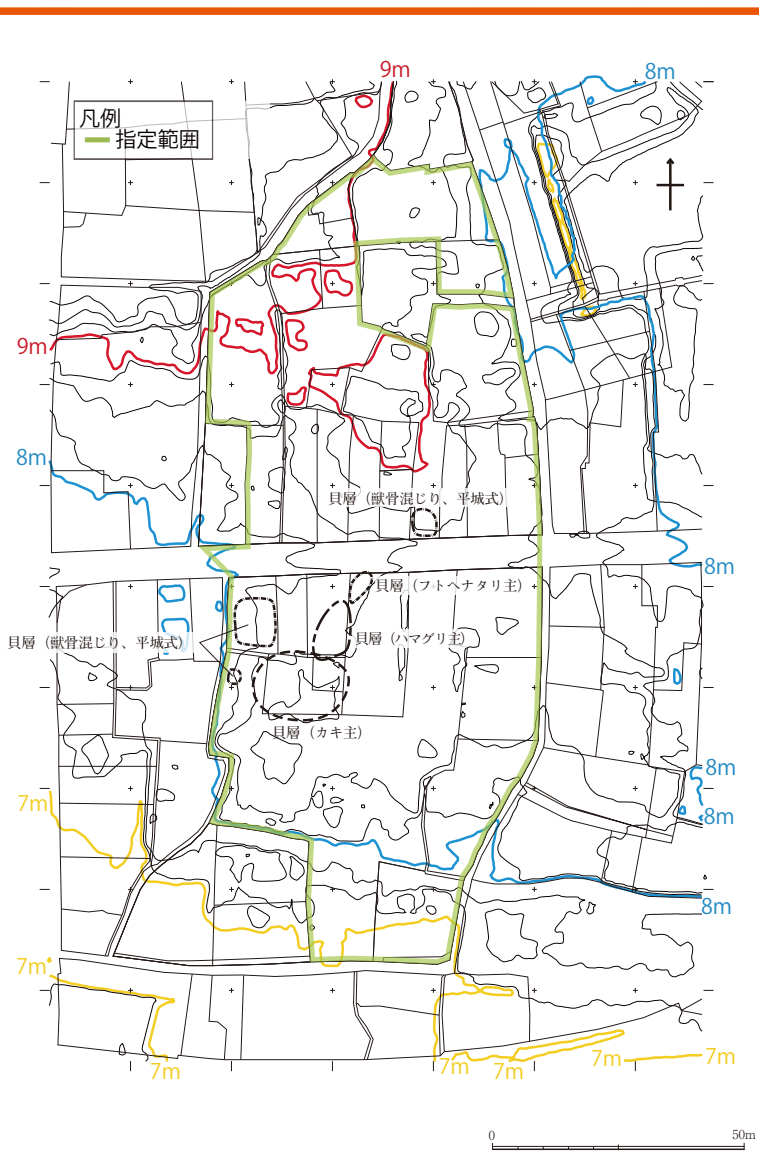 9m
8m
凡例
指定範囲
9m
8m
貝層（獣骨混じり、平城式）
8m
貝層（フトヘナタリ主）
貝層（獣骨混じり、平城式）
貝層（ハマグリ主）
貝層（カキ主）
8m
7m
8m
8m
7m
7m
7m
7m
7m
7m
0
50m